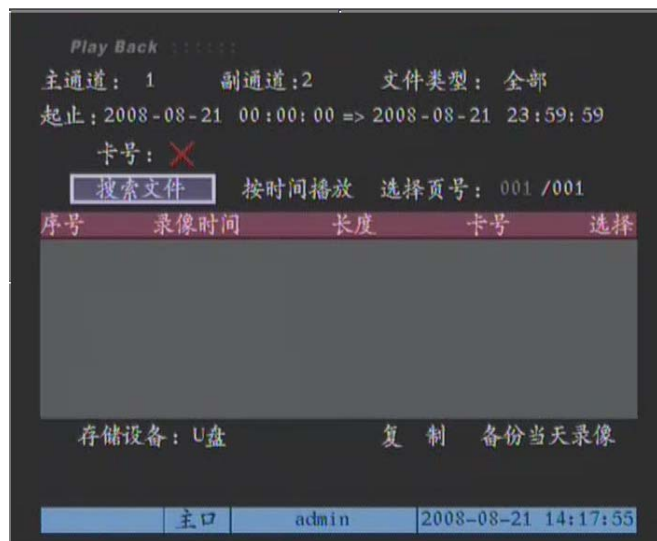 Play Back ::::::
主通道： 1 副通道:2 文件类型： 全部
起止：2008-08-21 00:00:00 => 2008-08-21 23:59:59
卡号：
搜索文件 按时间播放 选择页号： 001 /001
序号 录像时间 长度 卡号 选择
存储设备：U盘 复 制 备份当天录像
主口 admin 2008-08-21 14:17:55